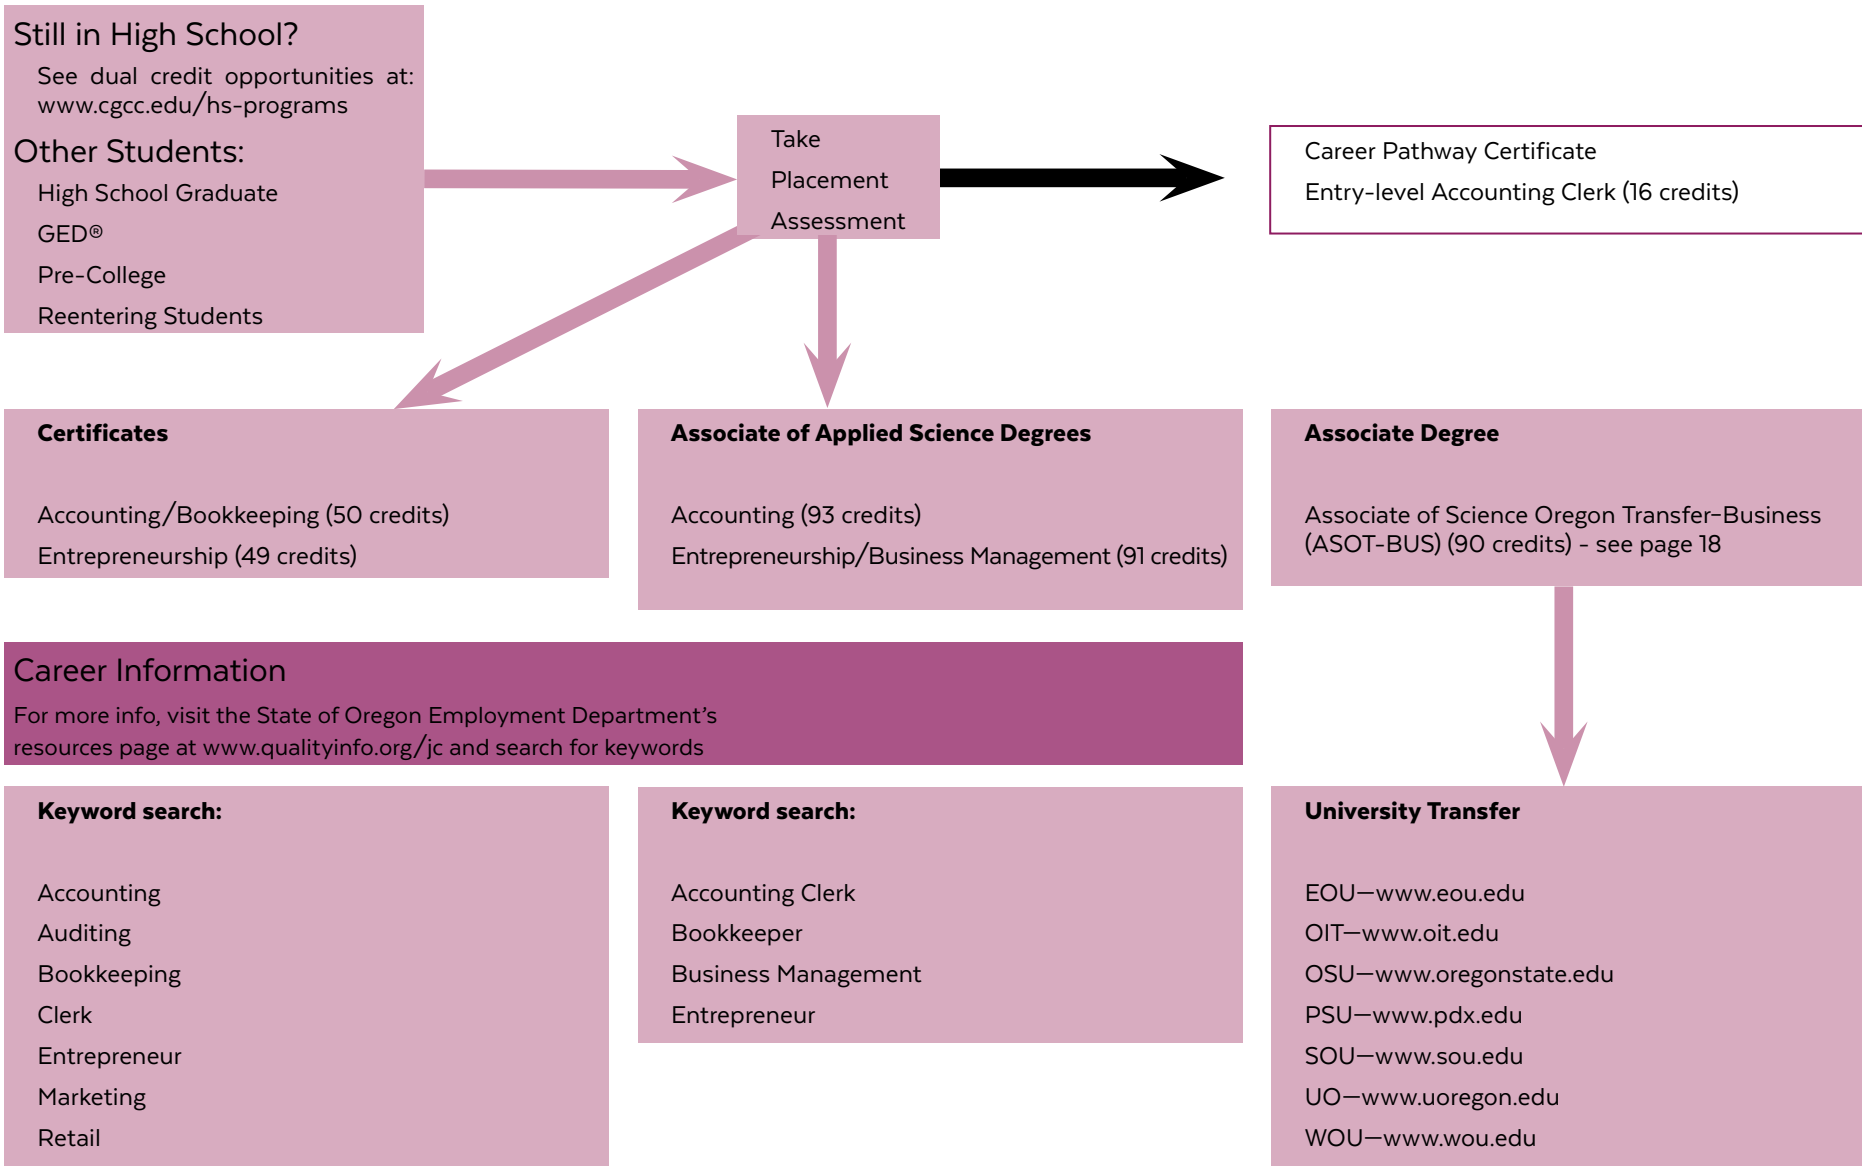 Still in High School?
See dual credit opportunities at:
www.cgcc.edu/hs-programs
Other Students:
High School Graduate
GED®
Pre-College
Reentering Students
Take
Placement
Assessment
Career Pathway Certificate
Entry-level Accounting Clerk (16 credits)
Certificates
Accounting/Bookkeeping (50 credits)
Entrepreneurship (49 credits)
Associate of Applied Science Degrees
Accounting (93 credits)
Entrepreneurship/Business Management (91 credits)
Associate Degree
Associate of Science Oregon Transfer–Business
(ASOT-BUS) (90 credits) - see page 18
Career Information
For more info, visit the State of Oregon Employment Department’s
resources page at www.qualityinfo.org/jc and search for keywords
Keyword search:
Accounting
Auditing
Bookkeeping
Clerk
Entrepreneur
Marketing
Retail
Keyword search:
Accounting Clerk
Bookkeeper
Business Management
Entrepreneur
University Transfer
EOU—www.eou.edu
OIT—www.oit.edu
OSU—www.oregonstate.edu
PSU—www.pdx.edu
SOU—www.sou.edu
UO—www.uoregon.edu
WOU—www.wou.edu